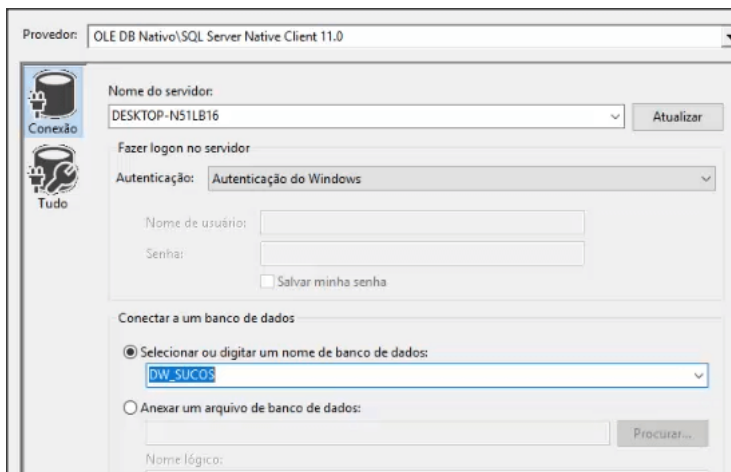 Provedor: OLE DB Nativo\SQL Server Native Client 11.0
Conexão
Tudo
Nome do servidor:
DESKTOP-N51LB16 Atualizar
Fazer logon no servidor
Autenticação: Autenticação do Windows
Nome de usuário:
Senha:
Salvar minha senha
Conectar a um banco de dados
Selecionar ou digitar um nome de banco de dados:
DW_SUCOS
Anexar um arquivo de banco de dados:
Procurar...
Nome lógico: